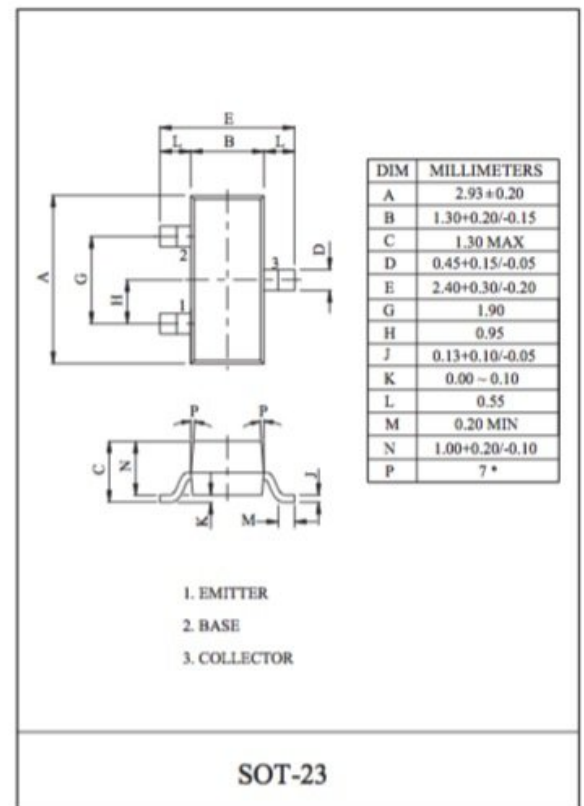 E
L B L
A
G
H
D
2
3
1
DIM MILLIMETERS
A 2.93±0.20
B 1.30+0.20/-0.15
C 1.30 MAX
D 0.45+0.15/-0.05
E 2.40+0.30/-0.20
G 1.90
H 0.95
J 0.13+0.10/-0.05
K 0.00 ~ 0.10
L 0.55
M 0.20 MIN
N 1.00+0.20/-0.10
P 7 °
P P
C
N
K
M
J
1. EMITTER
2. BASE
3. COLLECTOR
SOT-23